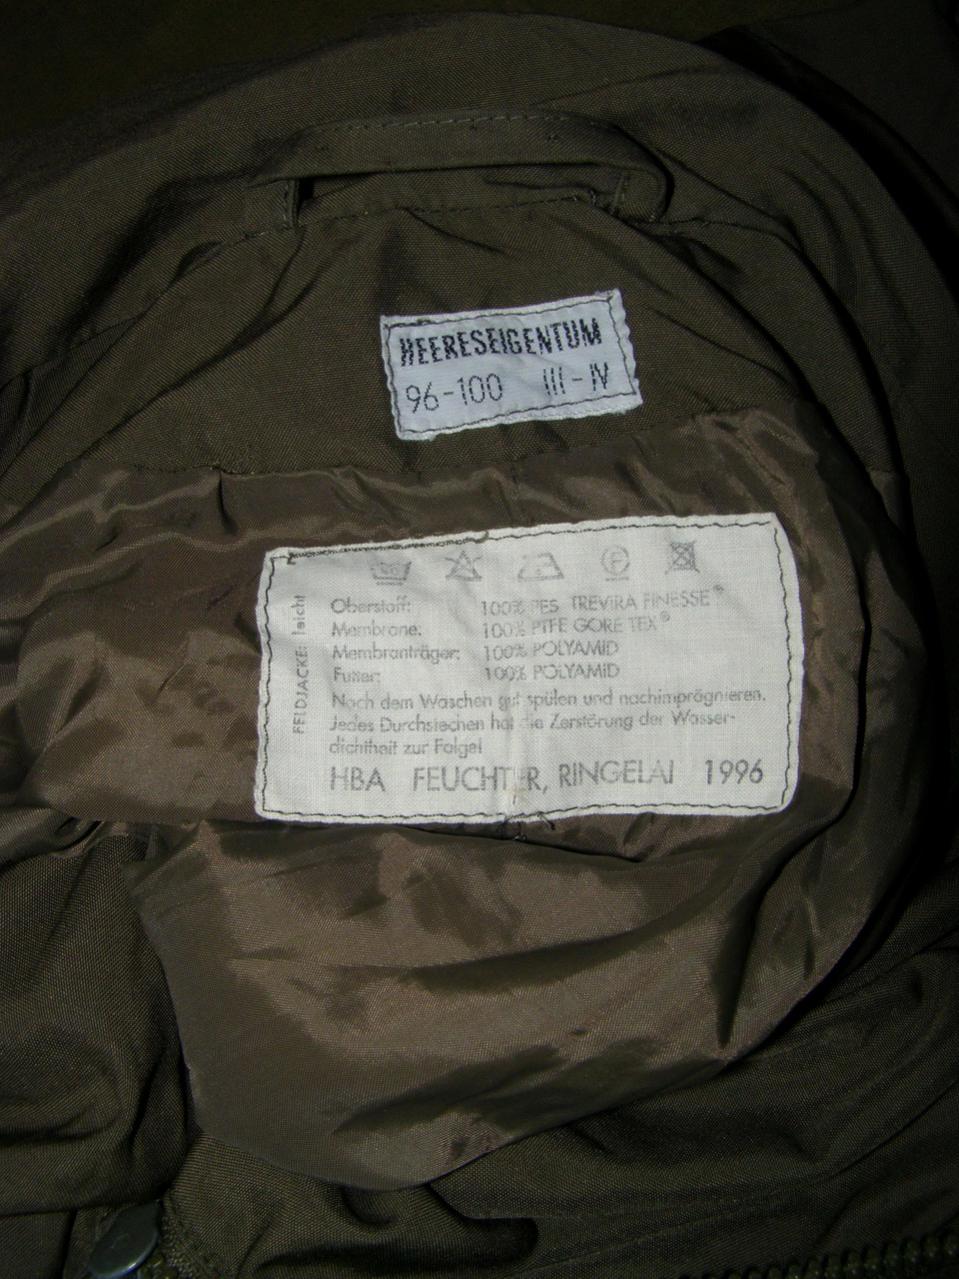 HEERESEIGENTUM
96-100 III-IV
FELDJACKE: leicht
Oberstoff: 100% PES TREVIRA FINESSE®
Membrane: 100% PTFE GORE TEX®
Membranträger: 100% POLYAMID
Futter: 100% POLYAMID
Nach dem Waschen gut spülen und nachimprägnieren.
Jedes Durchstechen hat die Zerstörung der Wasser-
dichtheit zur Folge!
HBA FEUCHTER, RINGELAI 1996